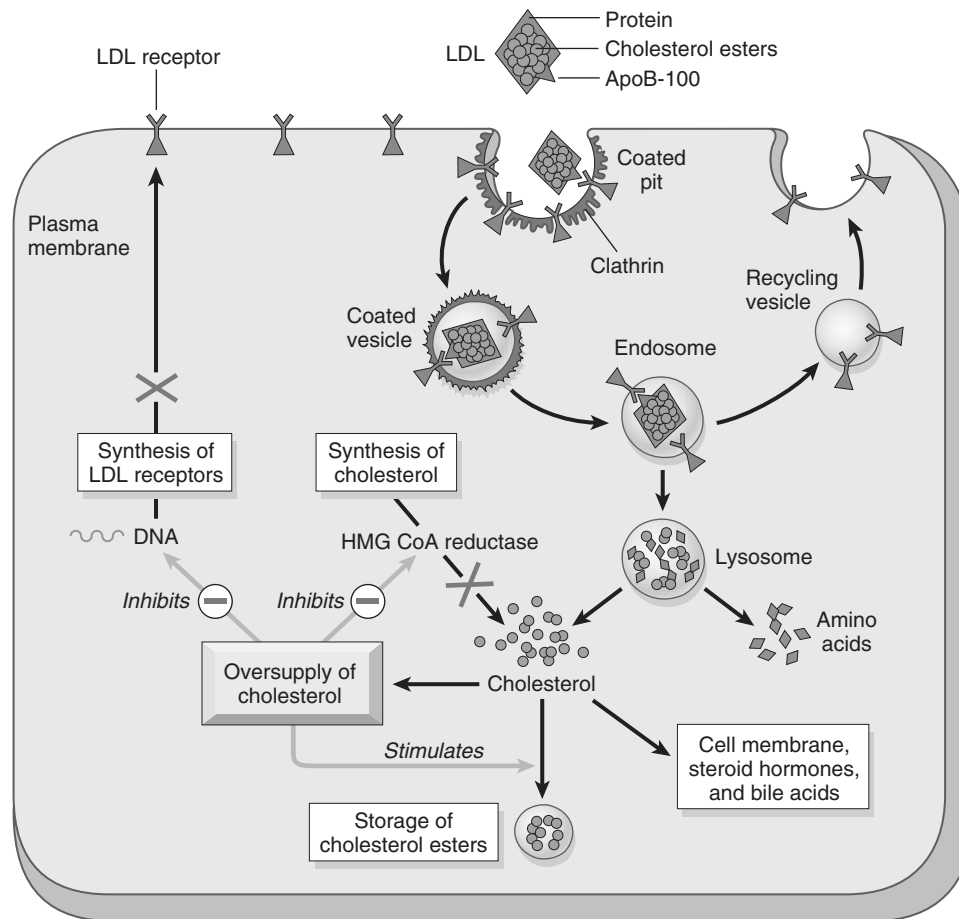 Protein
LDL receptor
LDL
Cholesterol esters
ApoB-100
Coated
pit
Plasma
membrane
Clathrin
Recycling
vesicle
Coated
vesicle
Endosome
Synthesis of
LDL receptors
Synthesis of
cholesterol
DNA
HMG CoA reductase
Lysosome
Inhibits
Inhibits
Amino
acids
Oversupply of
cholesterol
Cholesterol
Stimulates
Cell membrane,
steroid hormones,
and bile acids
Storage of
cholesterol esters